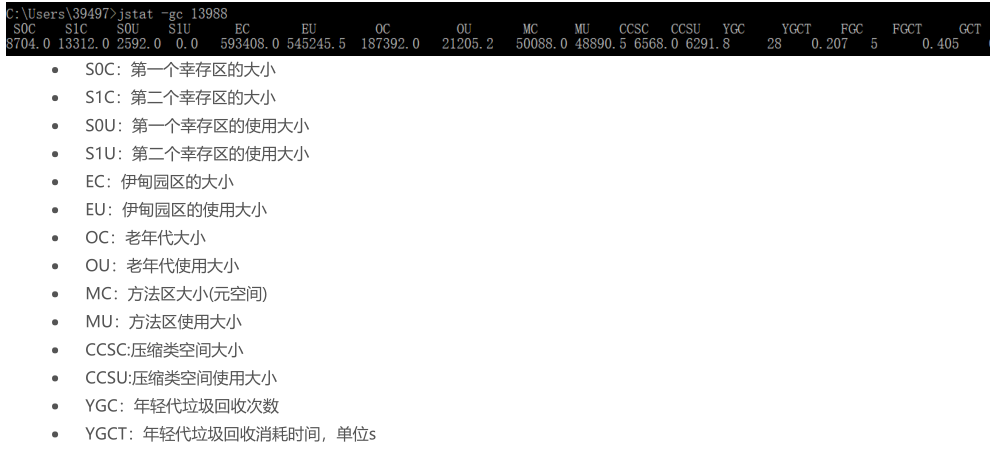 C:\Users\39497>jstat -gc 13988
S0C S1C S0U S1U EC EU OC OU MC MU CCSC CCSU YGC YGCT FGC FGCT GCT
8704.0 13312.0 2592.0 0.0 593408.0 545245.5 187392.0 21205.2 50088.0 48890.5 6568.0 6291.8 28 0.207 5 0.405
• S0C：第一个幸存区的大小
• S1C：第二个幸存区的大小
• S0U：第一个幸存区的使用大小
• S1U：第二个幸存区的使用大小
• EC：伊甸园区的大小
• EU：伊甸园区的使用大小
• OC：老年代大小
• OU：老年代使用大小
• MC：方法区大小(元空间)
• MU：方法区使用大小
• CCSC:压缩类空间大小
• CCSU:压缩类空间使用大小
• YGC：年轻代垃圾回收次数
• YGCT：年轻代垃圾回收消耗时间，单位s